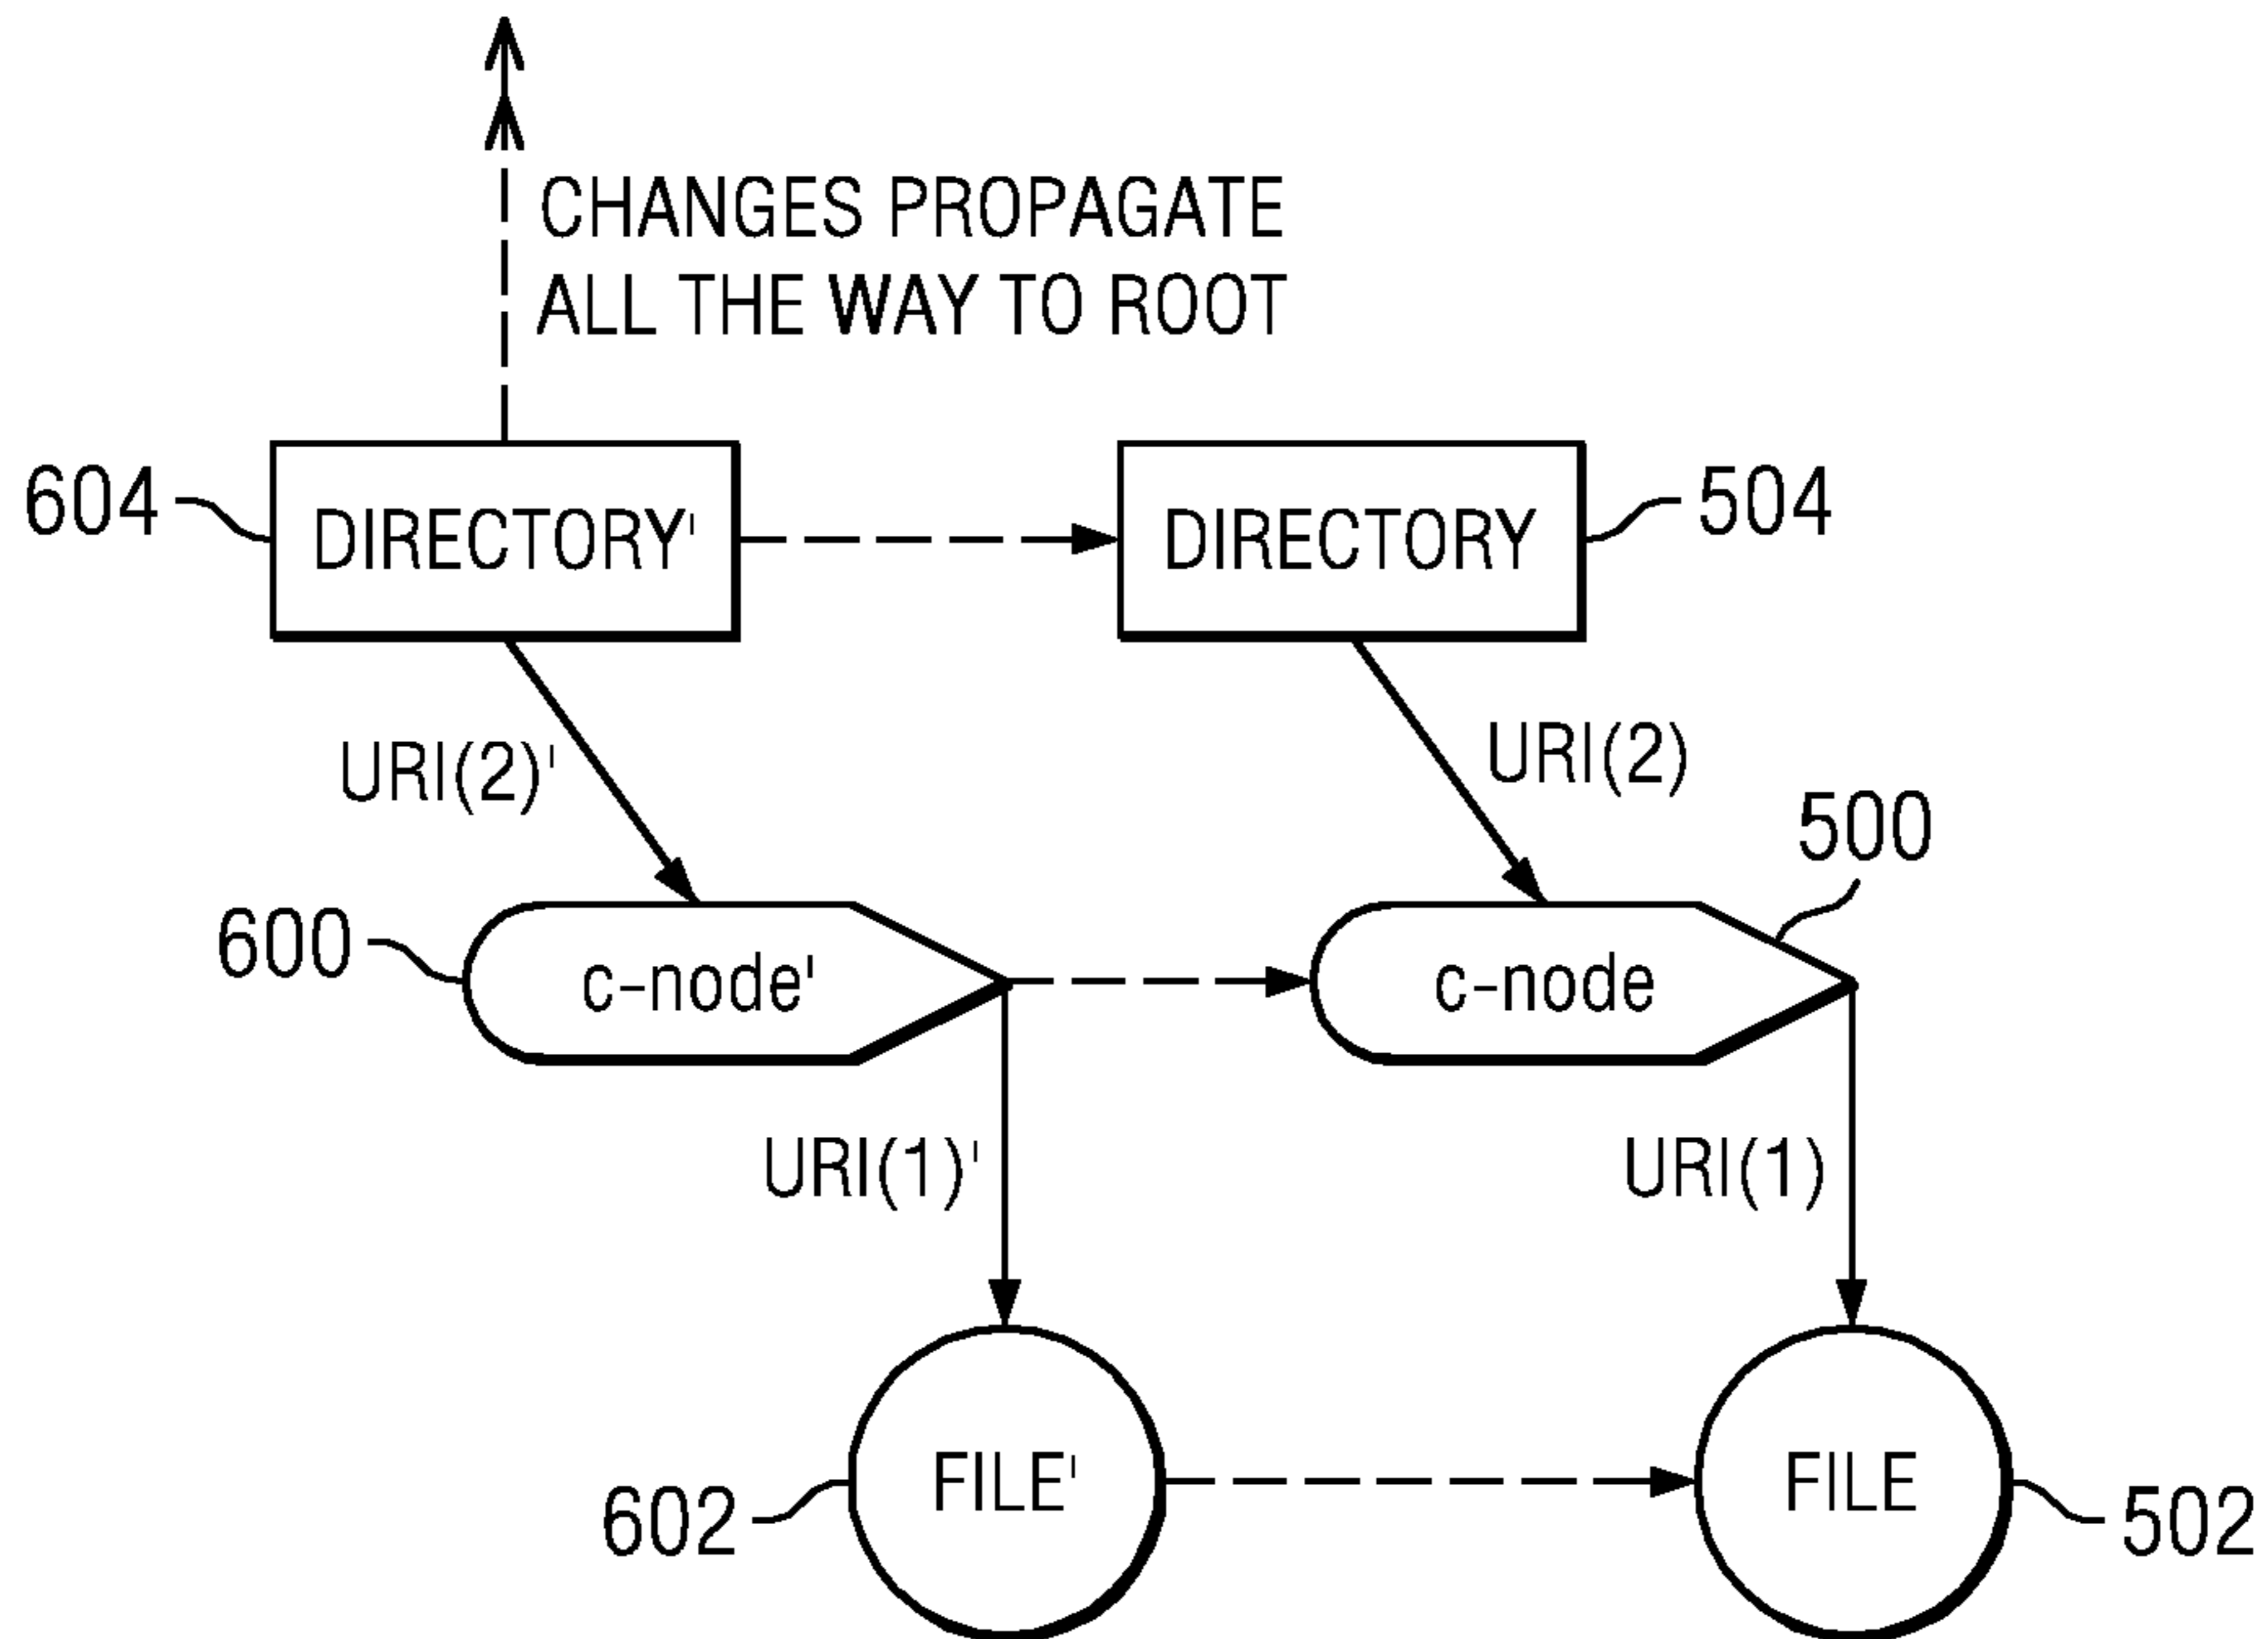 CHANGES PROPAGATE
ALL THE WAY TO ROOT
604
DIRECTORY'
DIRECTORY
504
URI(2)'
URI(2)
500
600
c-node'
c-node
URI(1)'
URI(1)
FILE'
FILE
602
502